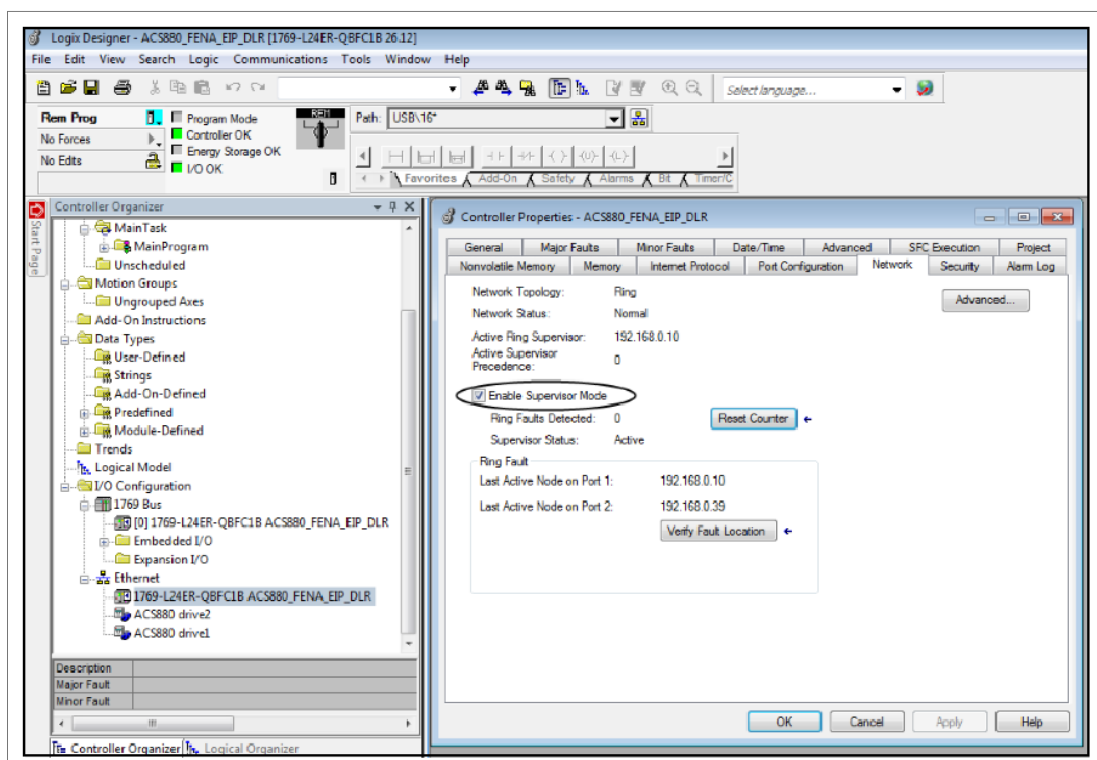 Logix Designer - ACS880_FENA_EIP_DLR [1769-L24ER-QBFC1B 26.12]
File Edit View Search Logic Communications Tools Window Help
Select language...
Rem Prog
Program Mode
REM
Path: USB\16*
No Forces
Controller OK
Energy Storage OK
No Edits
I/O OK
Favorites Add-On Safety Alarms Bit Timer/C
Start Page
Controller Organizer
MainTask
MainProgram
Unscheduled
Motion Groups
Ungrouped Axes
Add-On Instructions
Data Types
User-Defined
Strings
Add-On-Defined
Predefined
Module-Defined
Trends
Logical Model
I/O Configuration
1769 Bus
[0] 1769-L24ER-QBFC1B ACS880_FENA_EIP_DLR
Embedded I/O
Expansion I/O
Ethernet
1769-L24ER-QBFC1B ACS880_FENA_EIP_DLR
ACS880 drive2
ACS880 drive1
Description
Major Fault
Minor Fault
Controller Organizer Logical Organizer
Controller Properties - ACS880_FENA_EIP_DLR
General Major Faults Minor Faults Date/Time Advanced SFC Execution Project
Nonvolatile Memory Memory Internet Protocol Port Configuration Network Security Alarm Log
Network Topology: Ring
Advanced...
Network Status: Normal
Active Ring Supervisor: 192.168.0.10
Active Supervisor
Precedence: 0
Enable Supervisor Mode
Ring Faults Detected: 0
Reset Counter
Supervisor Status: Active
Ring Fault
Last Active Node on Port 1: 192.168.0.10
Last Active Node on Port 2: 192.168.0.39
Verify Fault Location
OK Cancel Apply Help